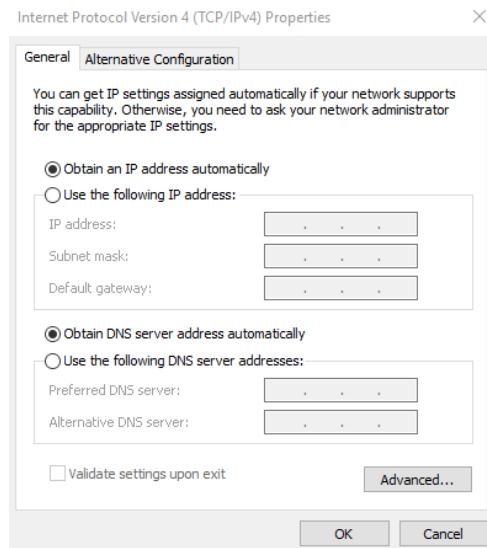 Internet Protocol Version 4 (TCP/IPv4) Properties
General
Alternative Configuration
You can get IP settings assigned automatically if your network supports
this capability. Otherwise, you need to ask your network administrator
for the appropriate IP settings.
Obtain an IP address automatically
Use the following IP address:
IP address:
Subnet mask:
Default gateway:
Obtain DNS server address automatically
Use the following DNS server addresses:
Preferred DNS server:
Alternative DNS server:
Validate settings upon exit
Advanced...
OK
Cancel